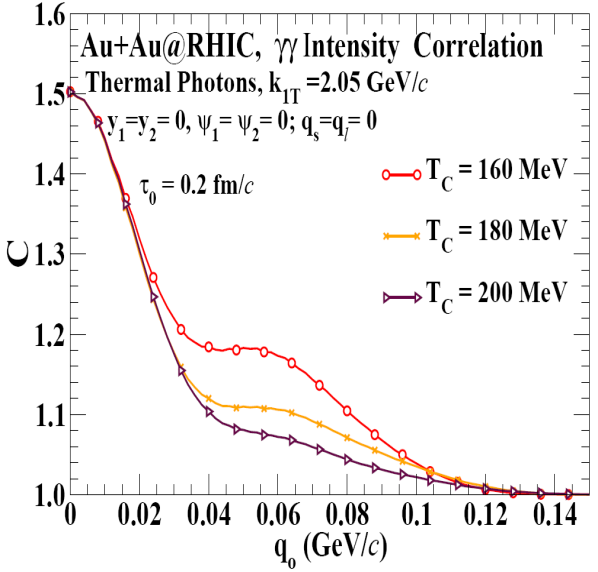 1.6
1.5
1.4
1.3
1.2
1.1
1.0
C
Au+Au@RHIC, γγ Intensity Correlation
Thermal Photons, k1T =2.05 GeV/c
y1=y2= 0, ψ1= ψ2= 0; qs=ql= 0
τ0 = 0.2 fm/c
TC = 160 MeV
TC = 180 MeV
TC = 200 MeV
0 0.02 0.04 0.06 0.08 0.1 0.12 0.14
qo (GeV/c)